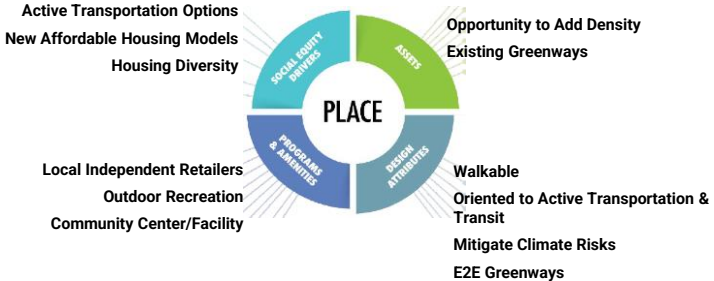 Active Transportation Options
New Affordable Housing Models
Housing Diversity
SOCIAL EQUITY
DRIVERS
ASSETS
Opportunity to Add Density
Existing Greenways
PLACE
Local Independent Retailers
Outdoor Recreation
Community Center/Facility
PROGRAMS
& AMENITIES
DESIGN
ATTRIBUTES
Walkable
Oriented to Active Transportation &
Transit
Mitigate Climate Risks
E2E Greenways